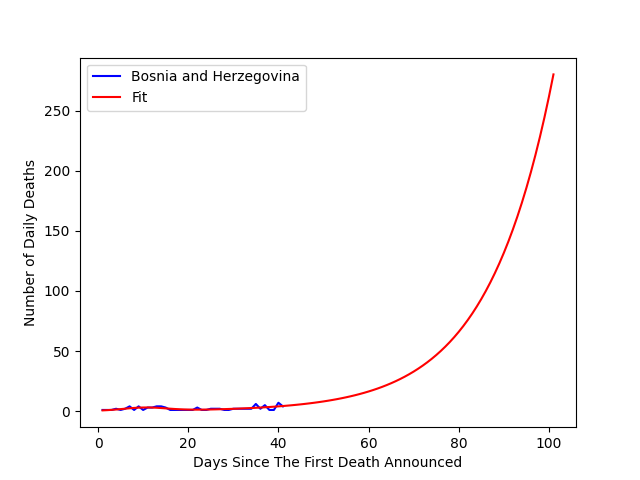 Bosnia and Herzegovina
Fit
Number of Daily Deaths
250
200
150
100
50
0
0 20 40 60 80 100
Days Since The First Death Announced